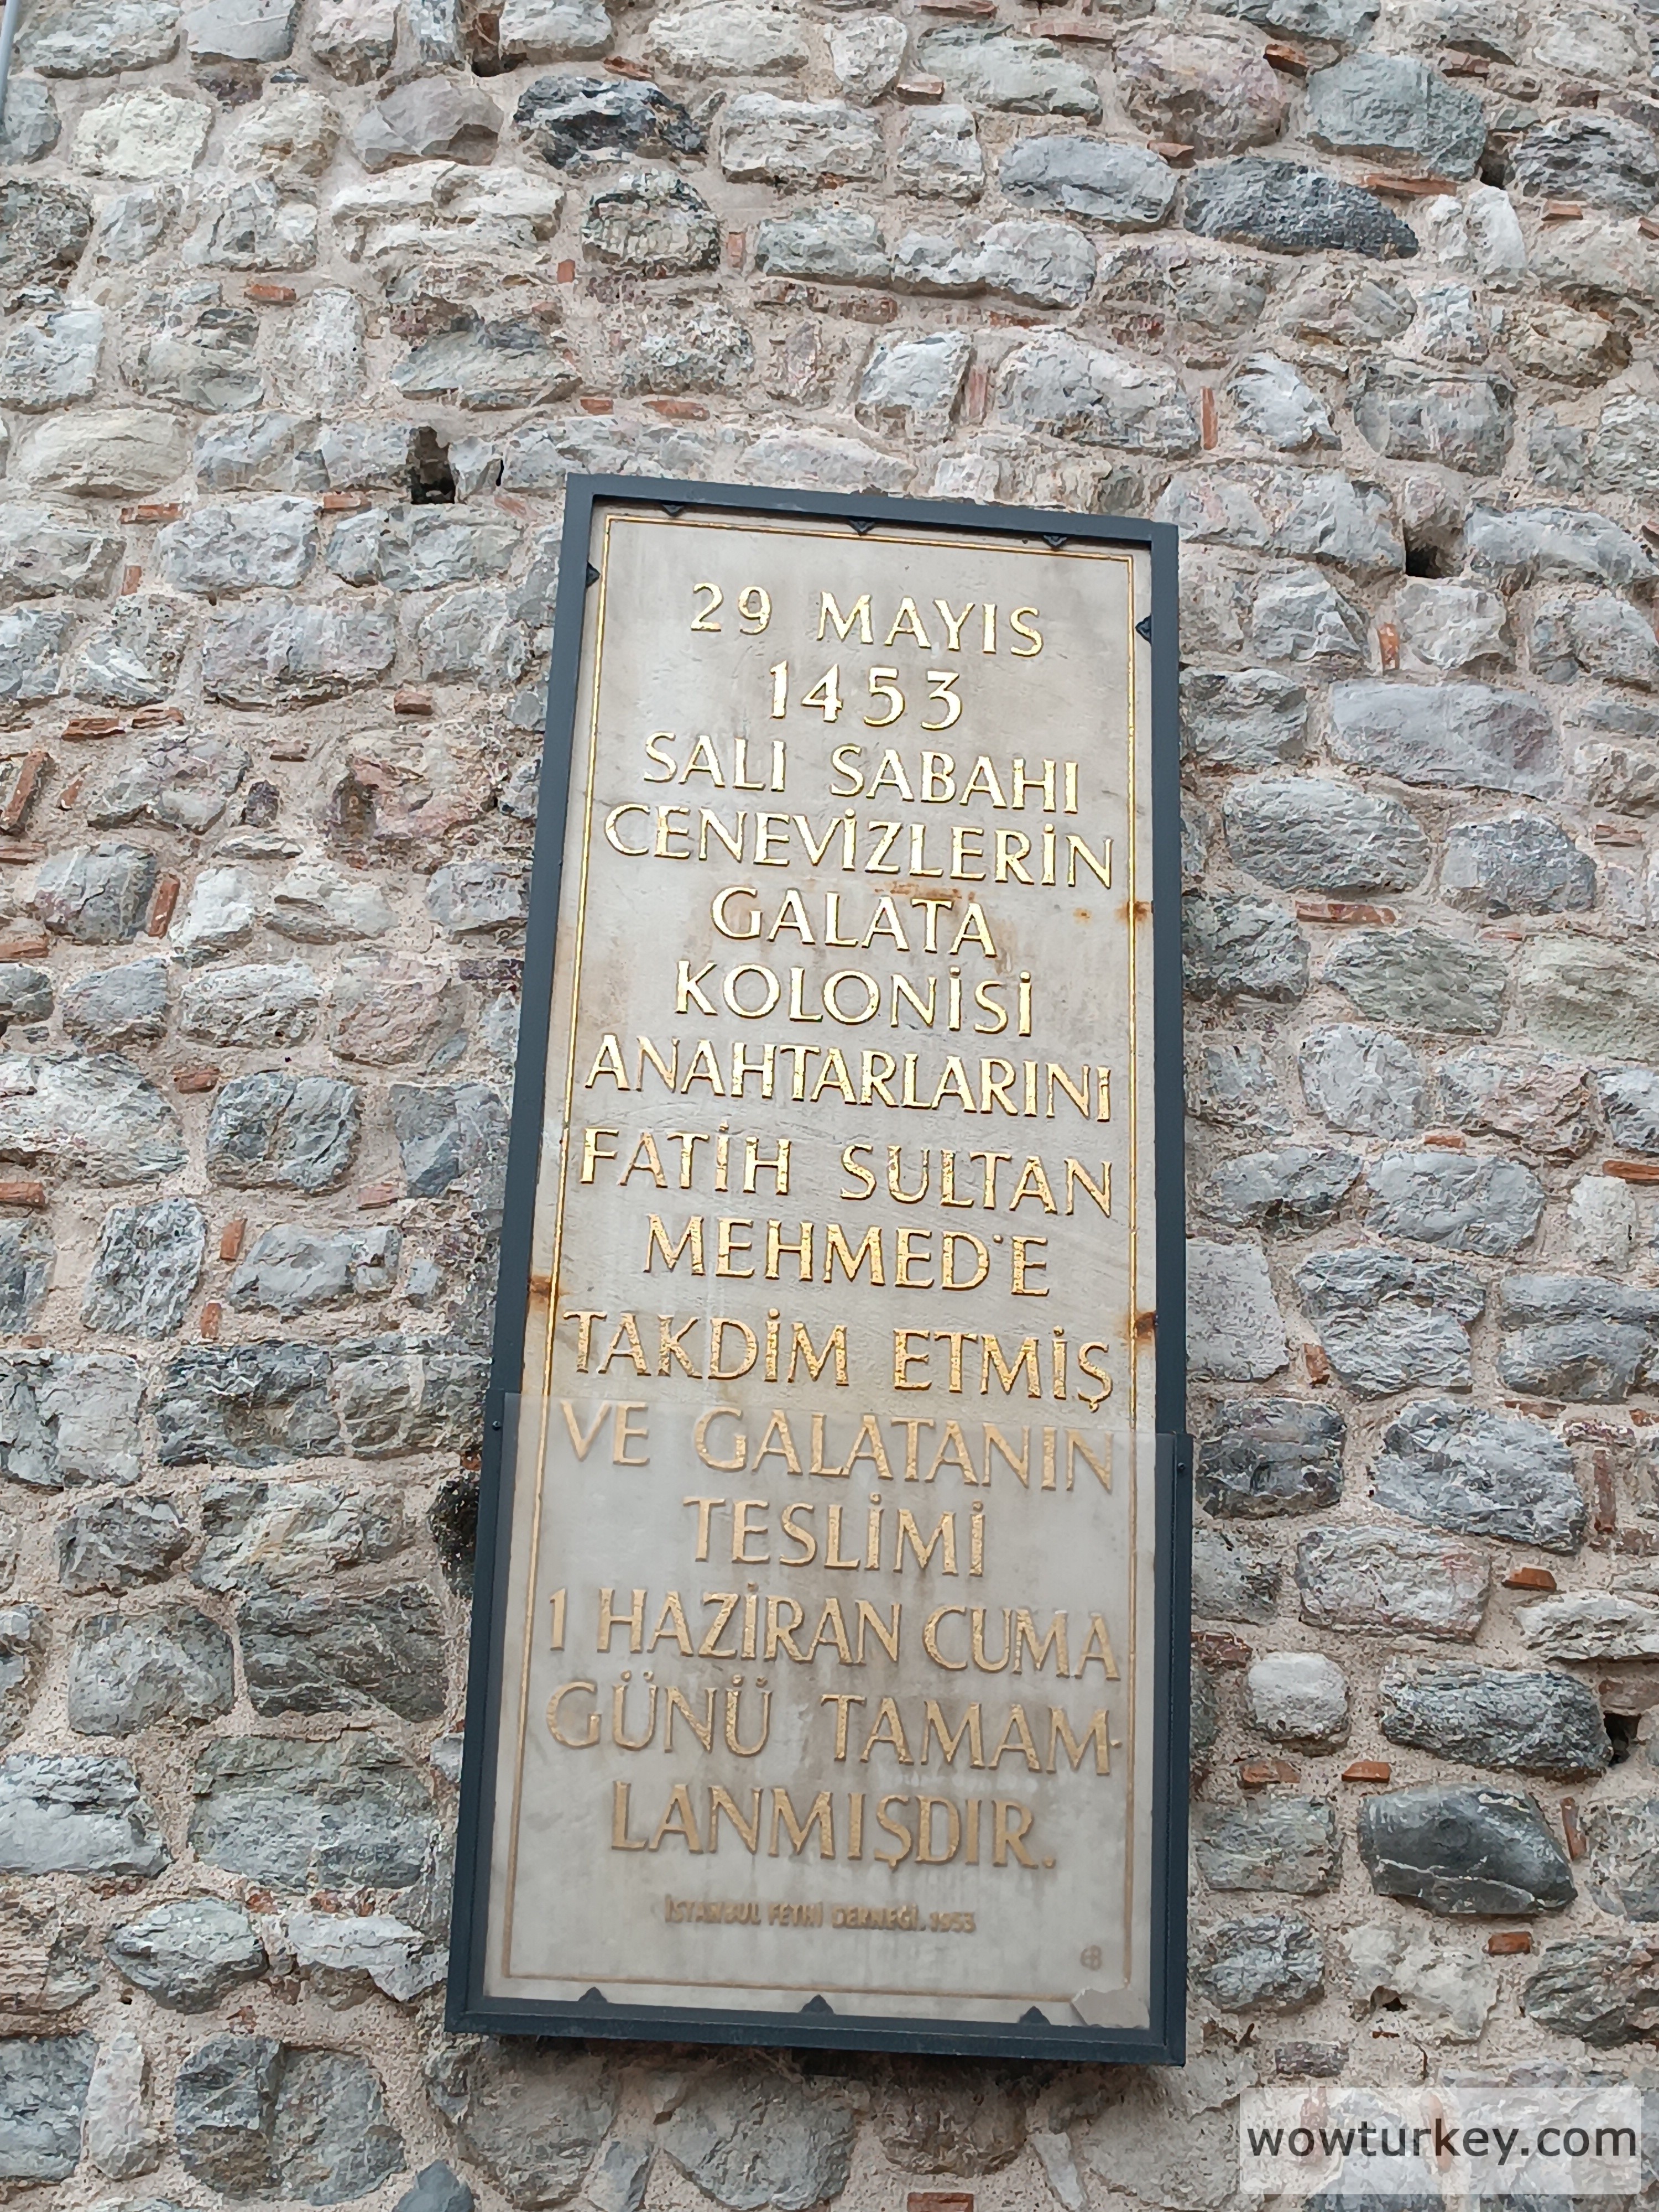 29 MAYIS
1453
SALI SABAHI
CENEVİZLERİN
GALATA
KOLONİSİ
ANAHTARLARINI
FATİH SULTAN
MEHMED'E
TAKDİM ETMİŞ
VE GALATANIN
TESLİMİ
1 HAZİRAN CUMA
GÜNÜ TAMAM-
LANMIŞDIR.
İSTANBUL FETHİ DERNEĞİ. 1953
wowturkey.com